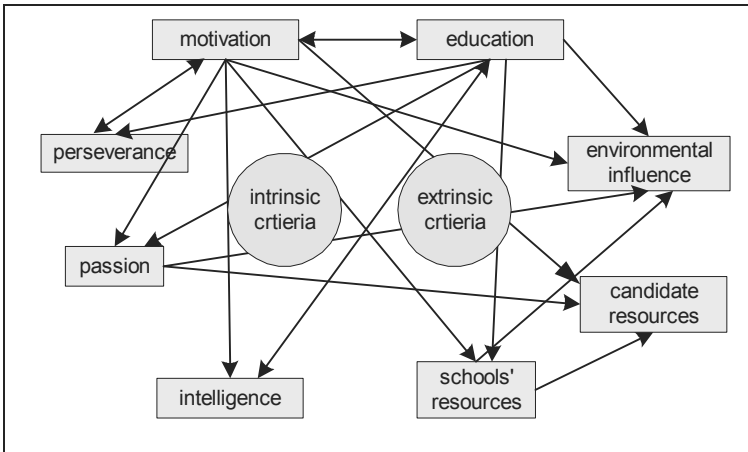 motivation
education
perseverance
environmental
influence
intrinsic
crtieria
extrinsic
crtieria
passion
candidate
resources
intelligence
schools'
resources